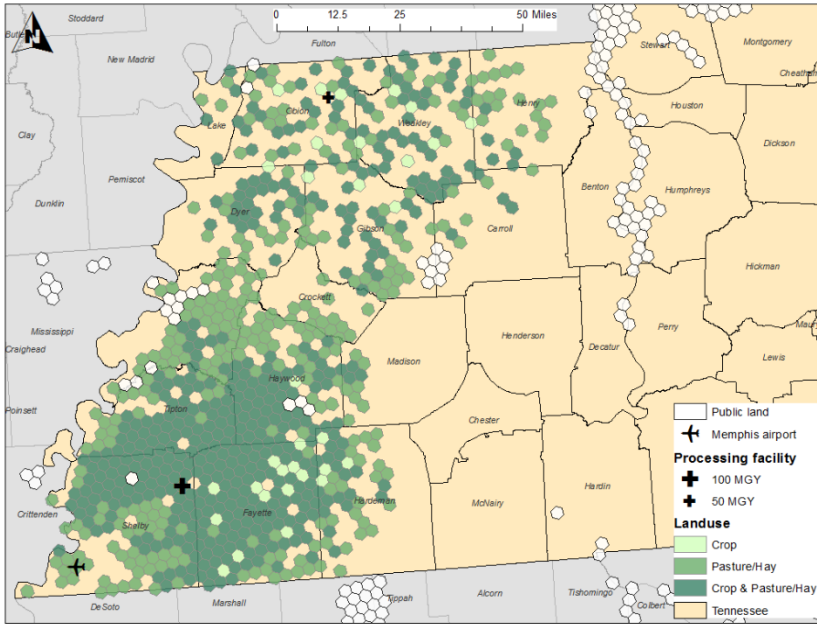 Stoddard
Butler
New Madrid
Fulton
0 12.5 25 50 Miles
N
Stewart
Montgomery
Cheatham
Houston
Lake
Obion
Weakley
Henry
Clay
Dickson
Pemiscot
Benton
Humphreys
Dunklin
Dyer
Gibson
Carroll
Hickman
Crockett
Mississippi
Craighead
Madison
Henderson
Decatur
Perry
Maury
Lewis
Haywood
Poinsett
Tipton
Chester
Crittenden
Shelby
Fayette
Hardeman
McNairy
Hardin
DeSoto
Marshall
Tippah
Alcorn
Tishomingo
Colbert
Public land
Memphis airport
Processing facility
100 MGY
50 MGY
Landuse
Crop
Pasture/Hay
Crop & Pasture/Hay
Tennessee